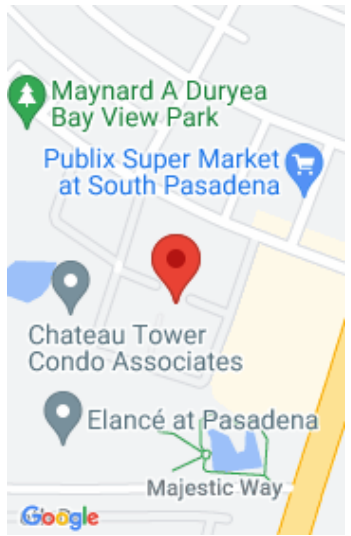 Maynard A Duryea
Bay View Park
Publix Super Market
at South Pasadena
Chateau Tower
Condo Associates
Elancé at Pasadena
Majestic Way
Google